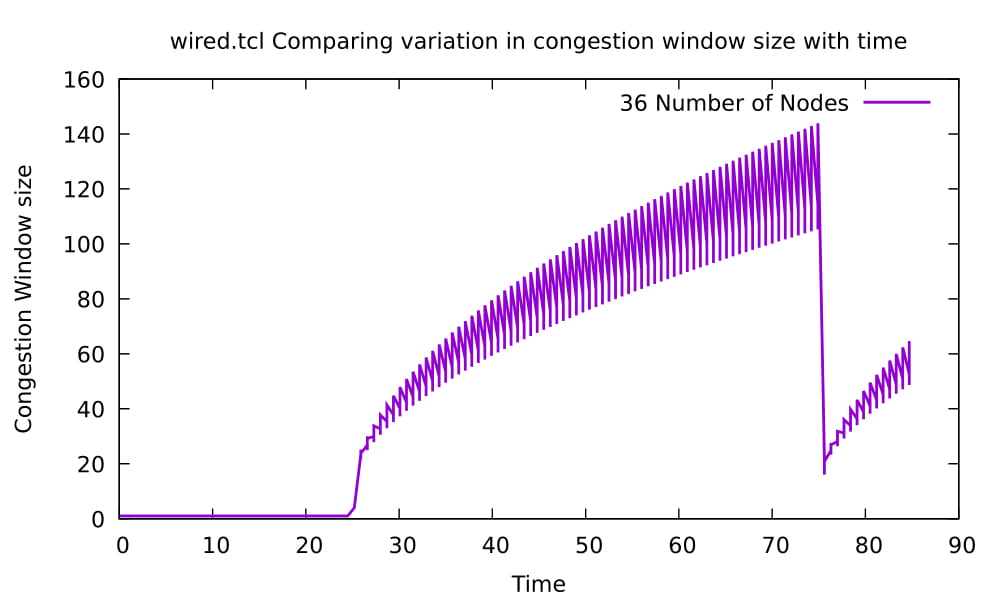 wired.tcl Comparing variation in congestion window size with time
160
36 Number of Nodes
140
120
100
80
60
40
20
0
Congestion Window size
0 10 20 30 40 50 60 70 80 90
Time